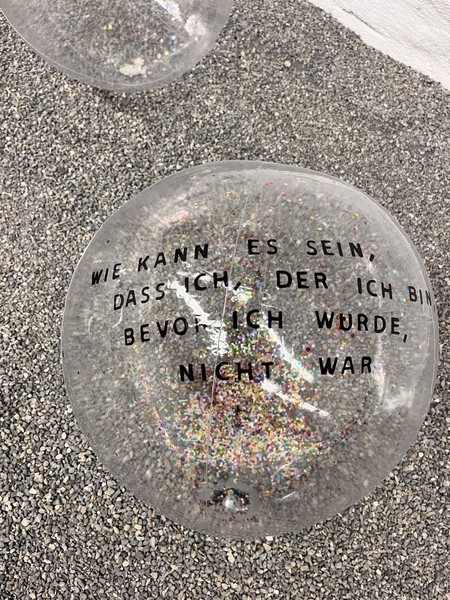 WIE KANN ES SEIN,
DASS ICH, DER ICH BIN
BEVOR ICH WURDE,
NICHT WAR